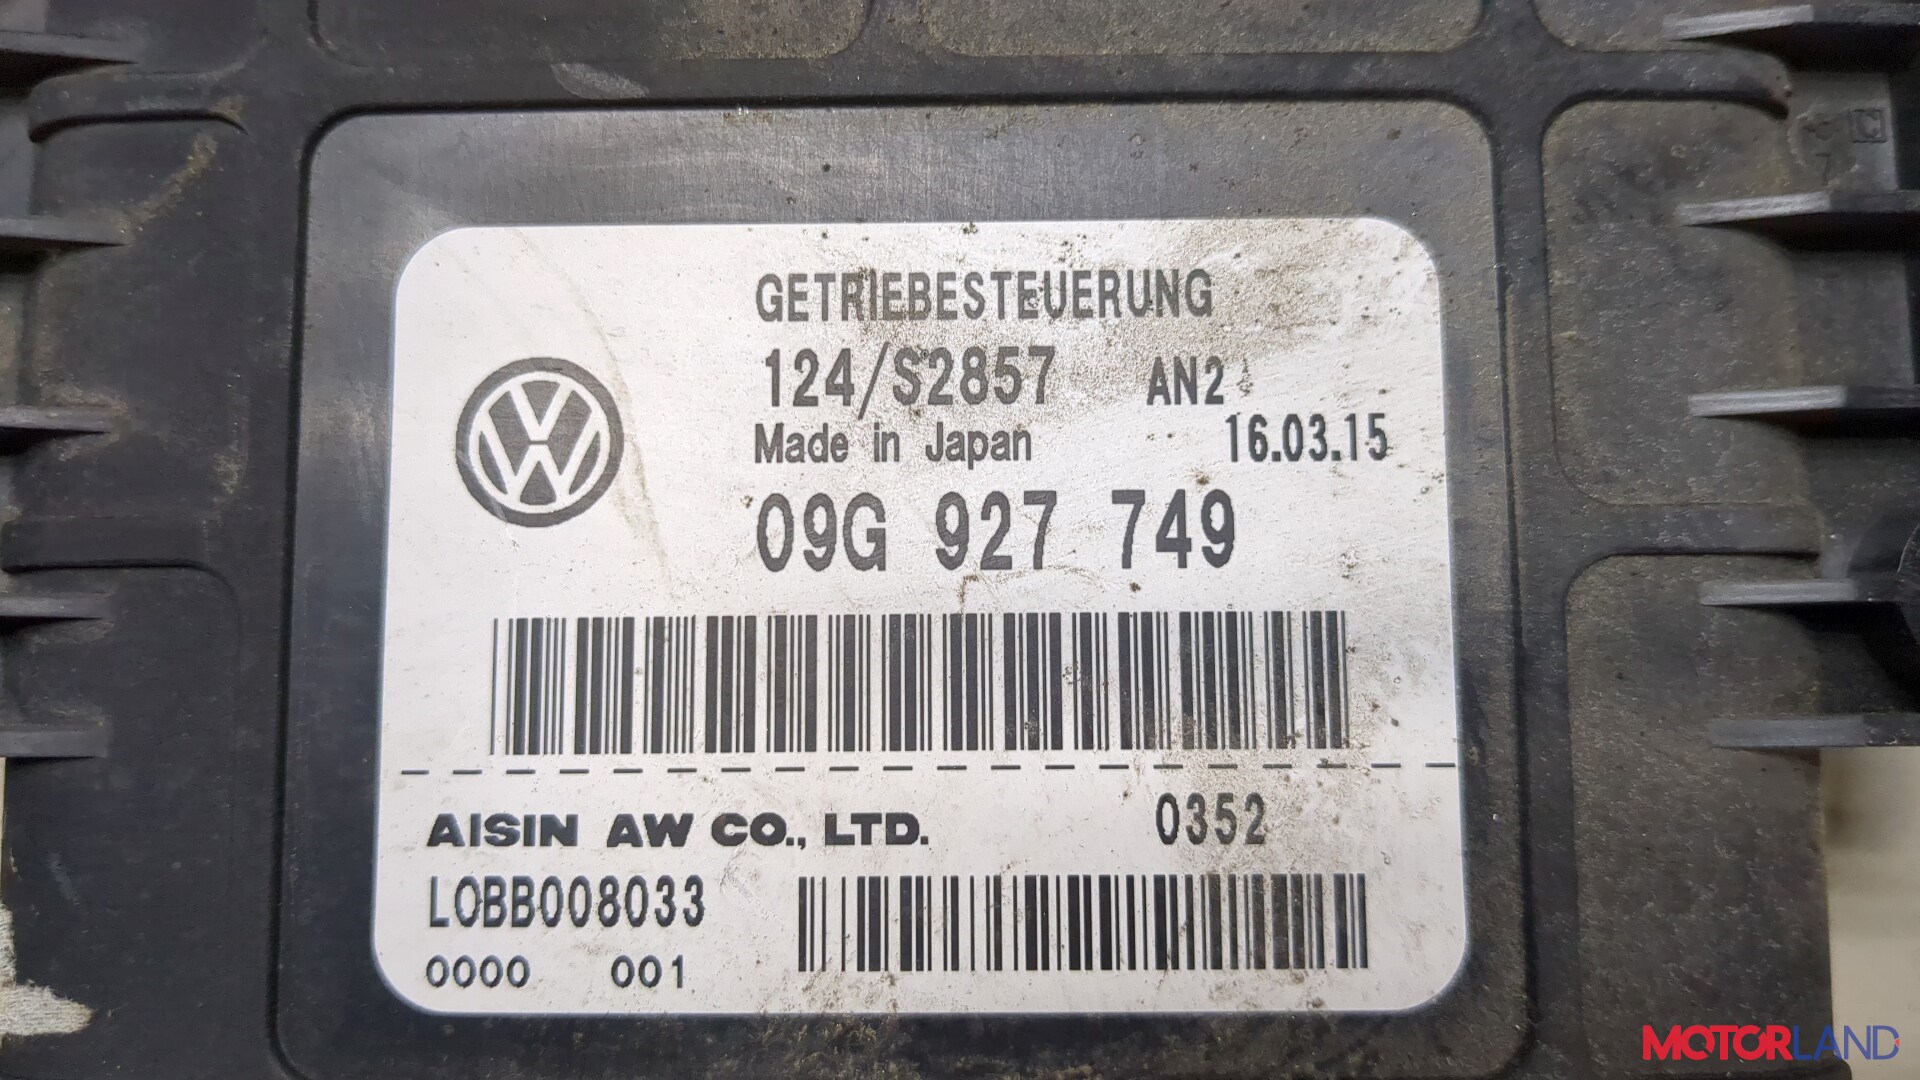 GETRIEBESTEUERUNG
124/S2857 AN2
Made in Japan 16.03.15
09G 927 749
AISIN AW CO., LTD. 0352
LOBB008033
0000 001
MOTORLAND